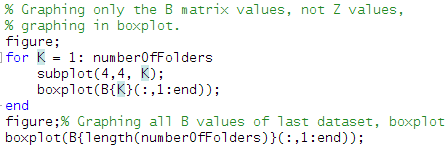 % Graphing only the B matrix values, not Z values,
% graphing in boxplot.
figure;
for K = 1: numberOfFolders
subplot(4,4, K);
boxplot(B{K}(:,1:end));
end
figure;% Graphing all B values of last dataset, boxplot
boxplot(B{length(numberOfFolders)}(:,1:end));